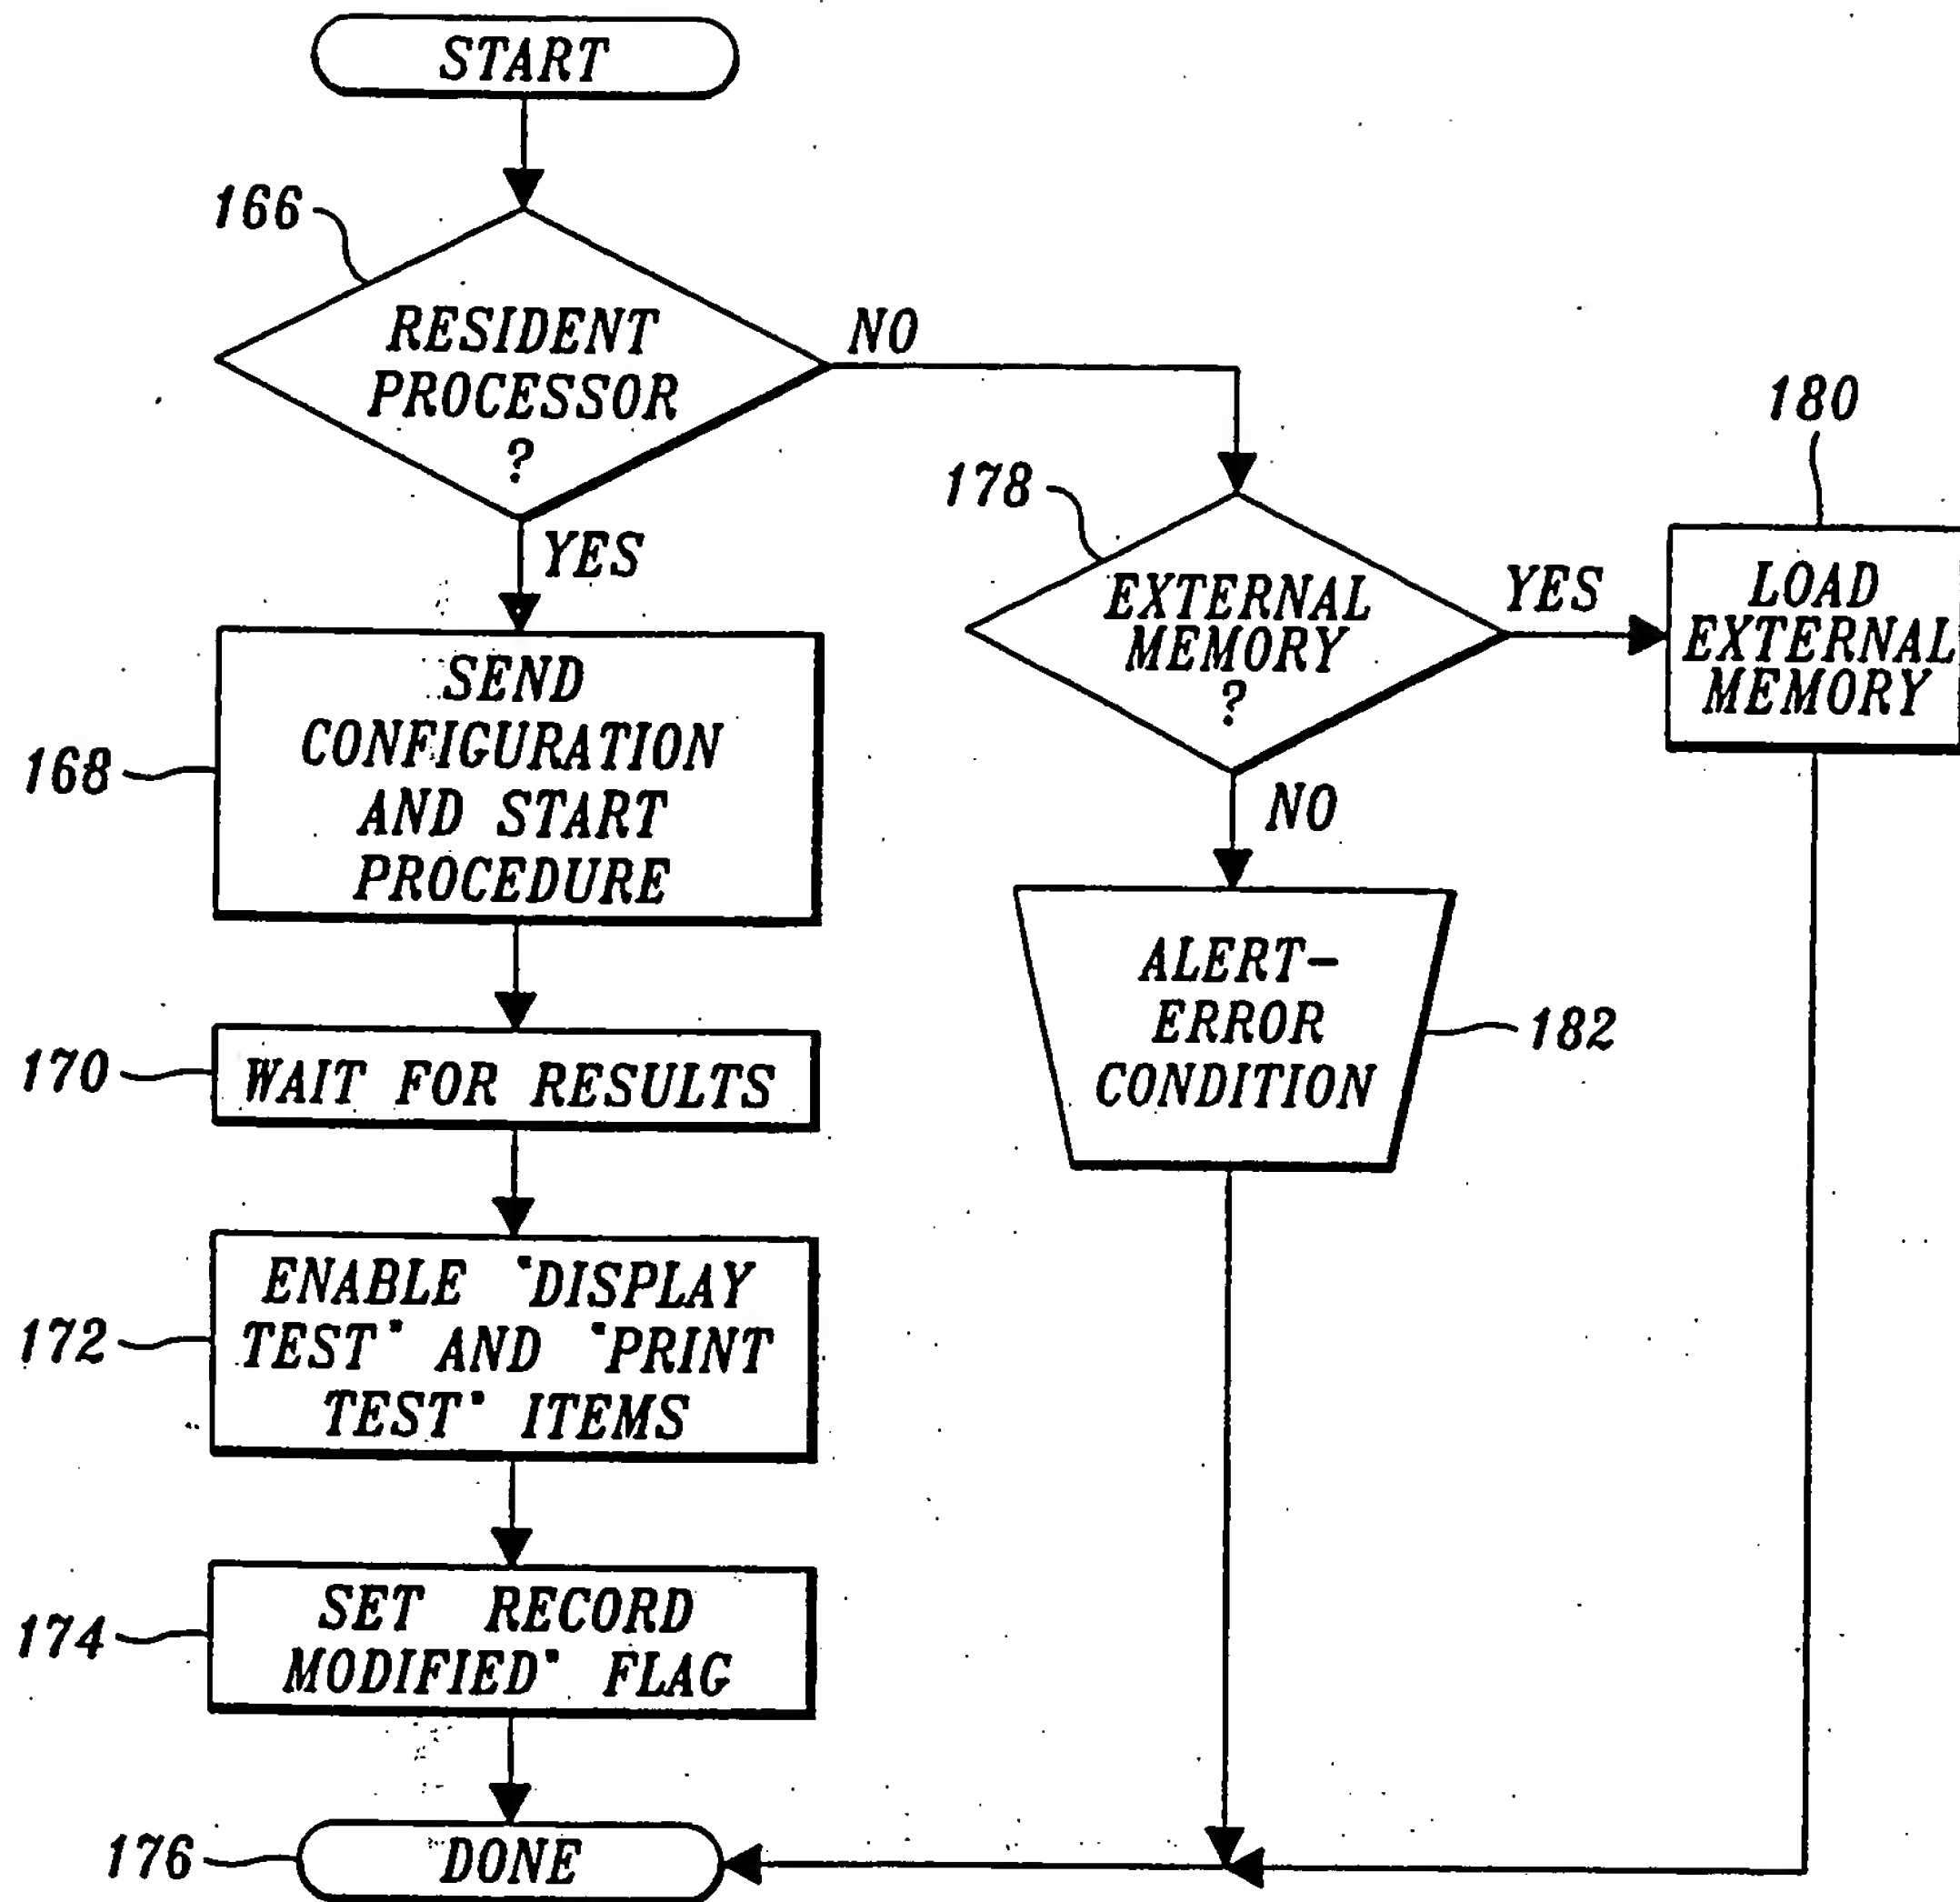 START
166
RESIDENT
PROCESSOR
?
NO
YES
178
EXTERNAL
MEMORY
?
YES
180
LOAD
EXTERNAL
MEMORY
NO
168
SEND
CONFIGURATION
AND START
PROCEDURE
ALERT-
ERROR
CONDITION
182
170
WAIT FOR RESULTS
172
ENABLE "DISPLAY
TEST" AND "PRINT
TEST" ITEMS
174
SET RECORD
MODIFIED" FLAG
176
DONE